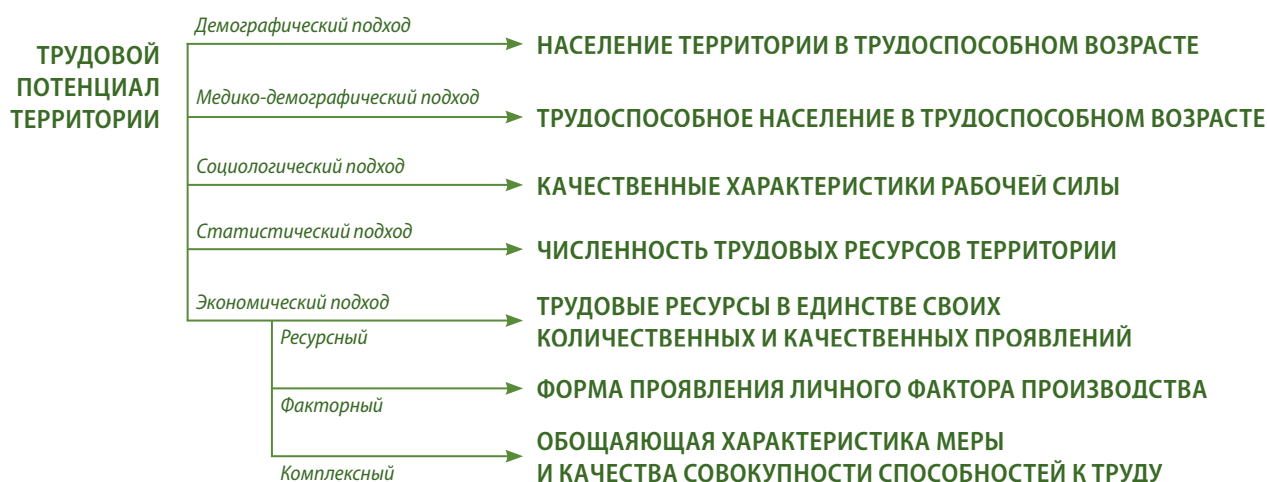 ТРУДОВОЙ
ПОТЕНЦИАЛ
ТЕРРИТОРИИ
Демографический подход
НАСЕЛЕНИЕ ТЕРРИТОРИИ В ТРУДОСПОСОБНОМ ВОЗРАСТЕ
Медико-демографический подход
ТРУДОСПОСОБНОЕ НАСЕЛЕНИЕ В ТРУДОСПОСОБНОМ ВОЗРАСТЕ
Социологический подход
КАЧЕСТВЕННЫЕ ХАРАКТЕРИСТИКИ РАБОЧЕЙ СИЛЫ
Статистический подход
ЧИСЛЕННОСТЬ ТРУДОВЫХ РЕСУРСОВ ТЕРРИТОРИИ
Экономический подход
Ресурсный
ТРУДОВЫЕ РЕСУРСЫ В ЕДИНСТВЕ СВОИХ
КОЛИЧЕСТВЕННЫХ И КАЧЕСТВЕННЫХ ПРОЯВЛЕНИЙ
Факторный
ФОРМА ПРОЯВЛЕНИЯ ЛИЧНОГО ФАКТОРА ПРОИЗВОДСТВА
Комплексный
ОБОЩАЯЮЩАЯ ХАРАКТЕРИСТИКА МЕРЫ
И КАЧЕСТВА СОВОКУПНОСТИ СПОСОБНОСТЕЙ К ТРУДУ